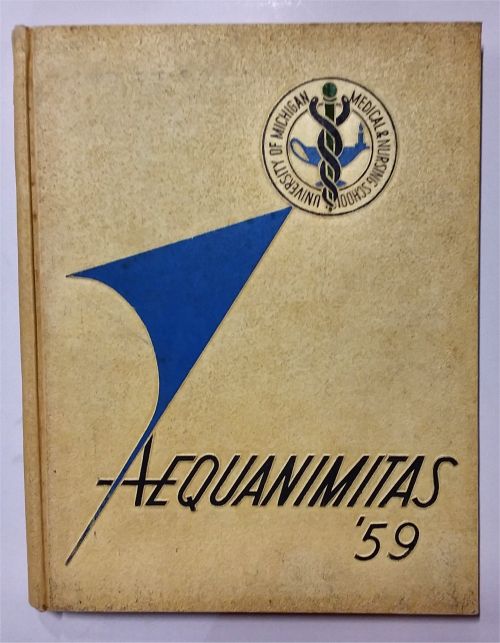 UNIVERSITY OF MICHIGAN
MEDICAL & NURSING SCHOOL
AEQUANIMITAS
'59